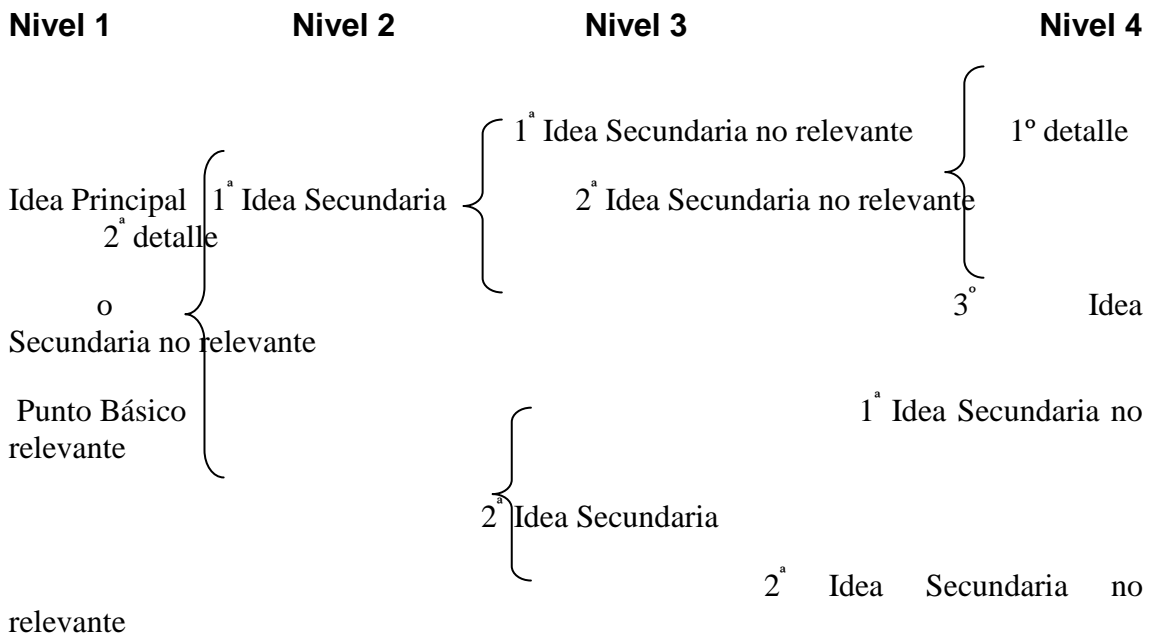 Nivel 1 Nivel 2 Nivel 3 Nivel 4
1ª Idea Secundaria no relevante 1º detalle
Idea Principal 1ª Idea Secundaria 2ª Idea Secundaria no relevante
2ª detalle
o 3º Idea
Secundaria no relevante
Punto Básico 1ª Idea Secundaria no
relevante
2ª Idea Secundaria
2ª Idea Secundaria no
relevante